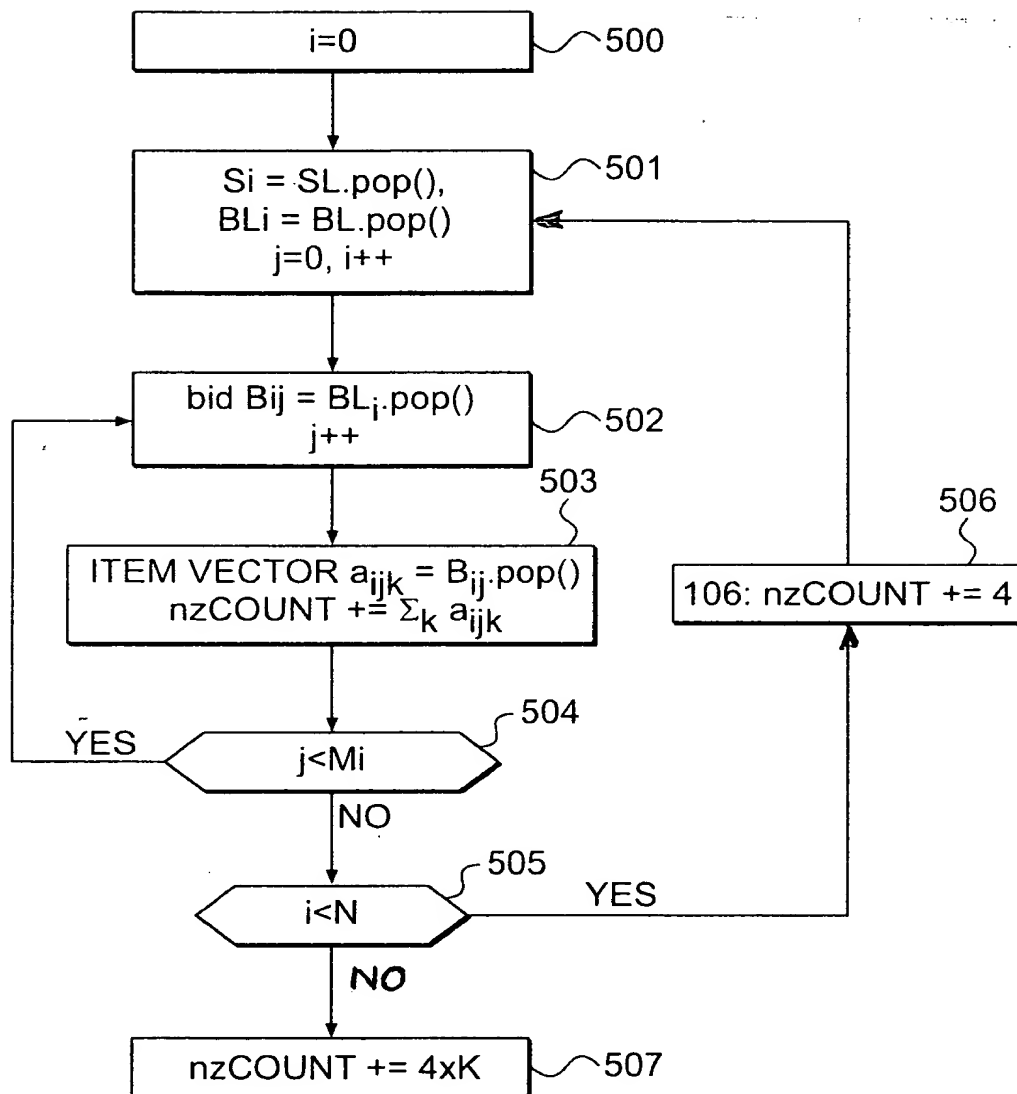 i=0
500
Si = SL.pop(),
BLi = BL.pop()
j=0, i++
501
bid Bij = BLi.pop()
j++
502
503
ITEM VECTOR aijk = Bij.pop()
nzCOUNT += Σk aijk
506
106: nzCOUNT += 4
504
j<Mi
YES
NO
505
i<N
YES
NO
nzCOUNT += 4xK
507